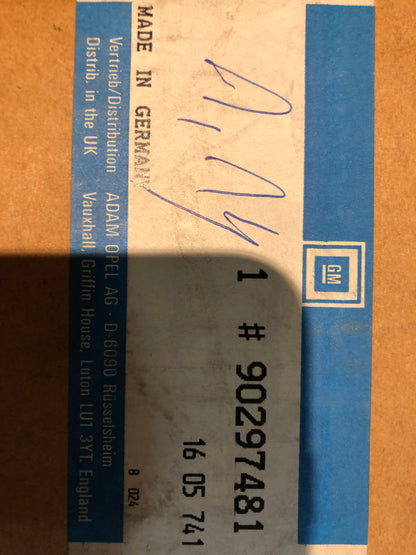 GM
1 # 90297481
16 05 741
B 024
MADE IN GERMANY
Vertrieb/Distribution ADAM OPEL AG · D-6090 Rüsselsheim
Distrib. in the UK Vauxhall, Griffin House, Luton LU1 3YT, England